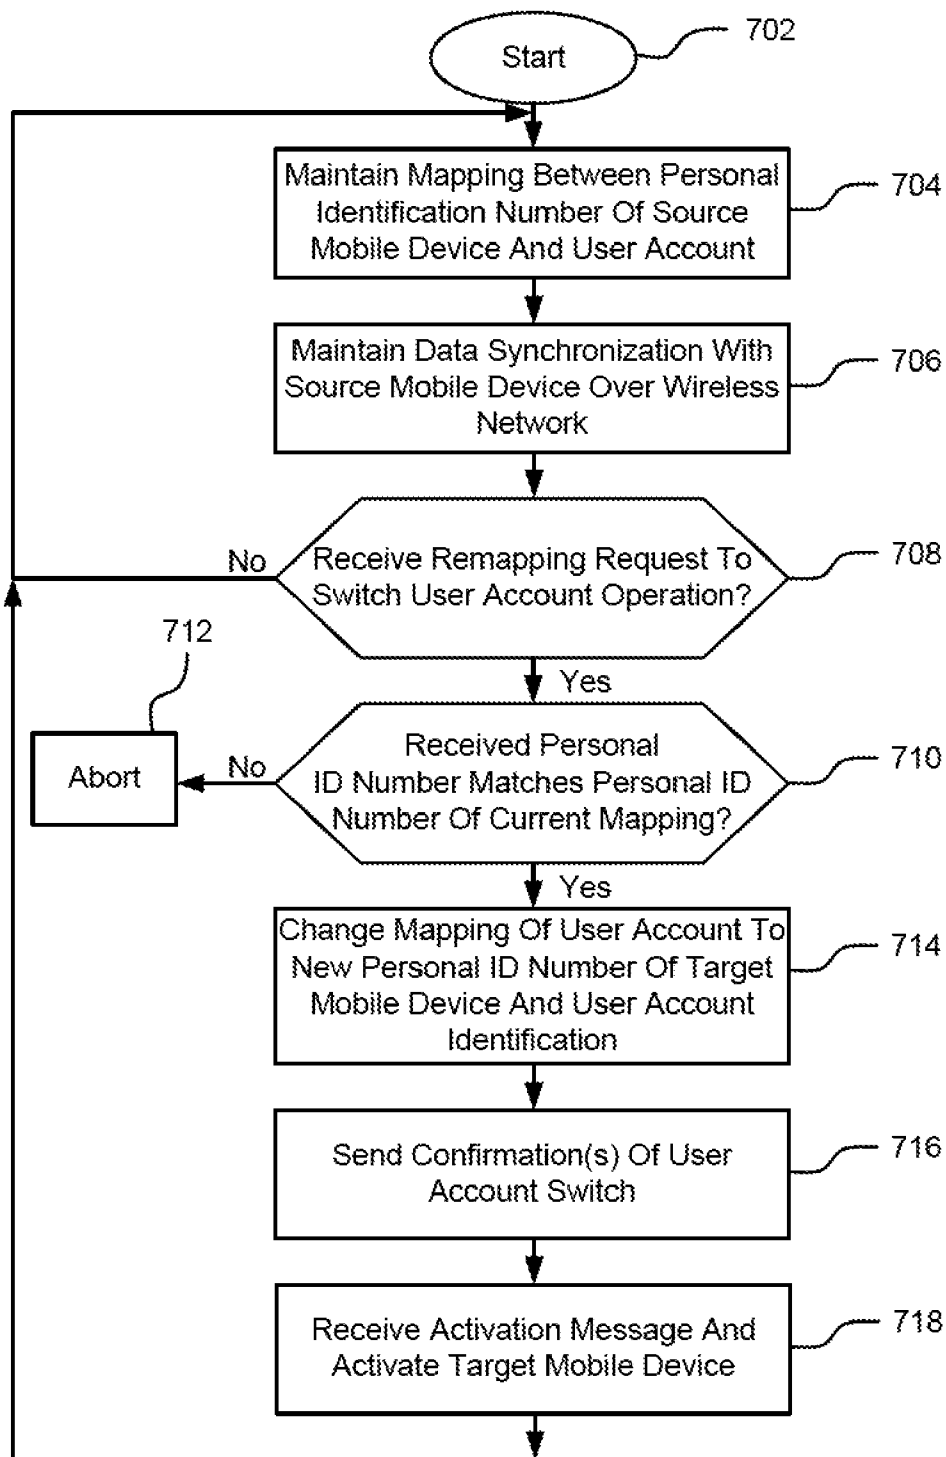 Start
702
Maintain Mapping Between Personal
Identification Number Of Source
Mobile Device And User Account
704
Maintain Data Synchronization With
Source Mobile Device Over Wireless
Network
706
No
Receive Remapping Request To
Switch User Account Operation?
708
712
Yes
Abort
No
Received Personal
ID Number Matches Personal ID
Number Of Current Mapping?
710
Yes
Change Mapping Of User Account To
New Personal ID Number Of Target
Mobile Device And User Account
Identification
714
Send Confirmation(s) Of User
Account Switch
716
Receive Activation Message And
Activate Target Mobile Device
718